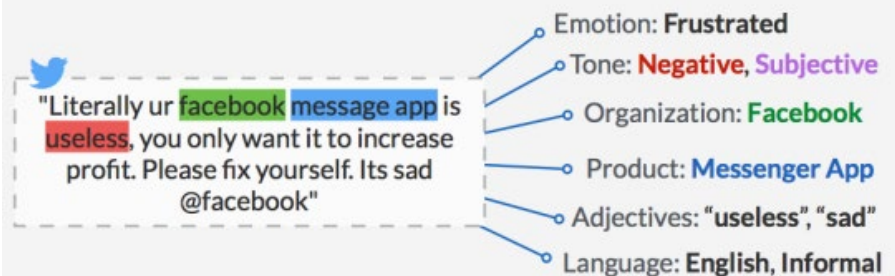 "Literally ur facebook message app is
useless, you only want it to increase
profit. Please fix yourself. Its sad
@facebook"
Emotion: Frustrated
Tone: Negative, Subjective
Organization: Facebook
Product: Messenger App
Adjectives: “useless”, “sad”
Language: English, Informal